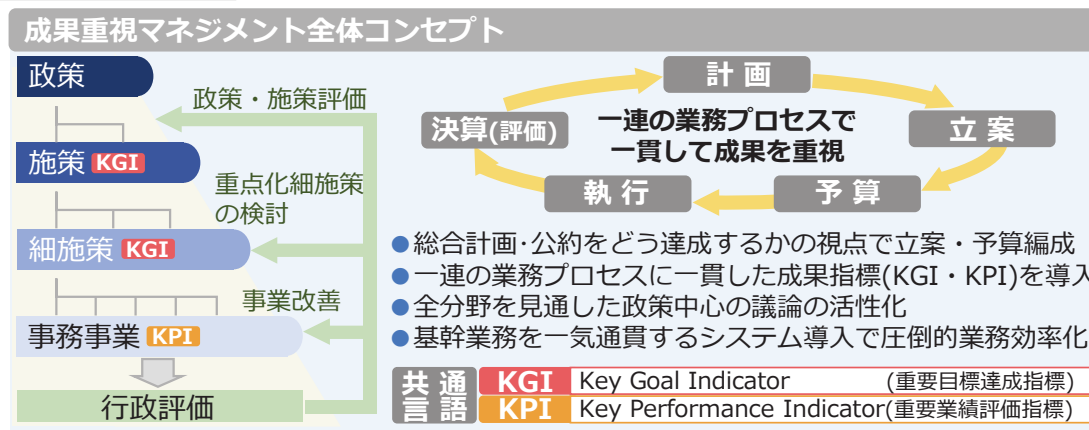 成果重視マネジメント全体コンセプト
政策
政策・施策評価
施策 KGI
重点化細施策
の検討
細施策 KGI
事業改善
事務事業 KPI
行政評価
計 画
立 案
予 算
執 行
決算(評価)
一連の業務プロセスで
一貫して成果を重視
●総合計画･公約をどう達成するかの視点で立案・予算編成
●一連の業務プロセスに一貫した成果指標(KGI・KPI)を導入
●全分野を見通した政策中心の議論の活性化
●基幹業務を一気通貫するシステム導入で圧倒的業務効率化
共通
言語
KGI Key Goal Indicator (重要目標達成指標)
KPI Key Performance Indicator(重要業績評価指標)